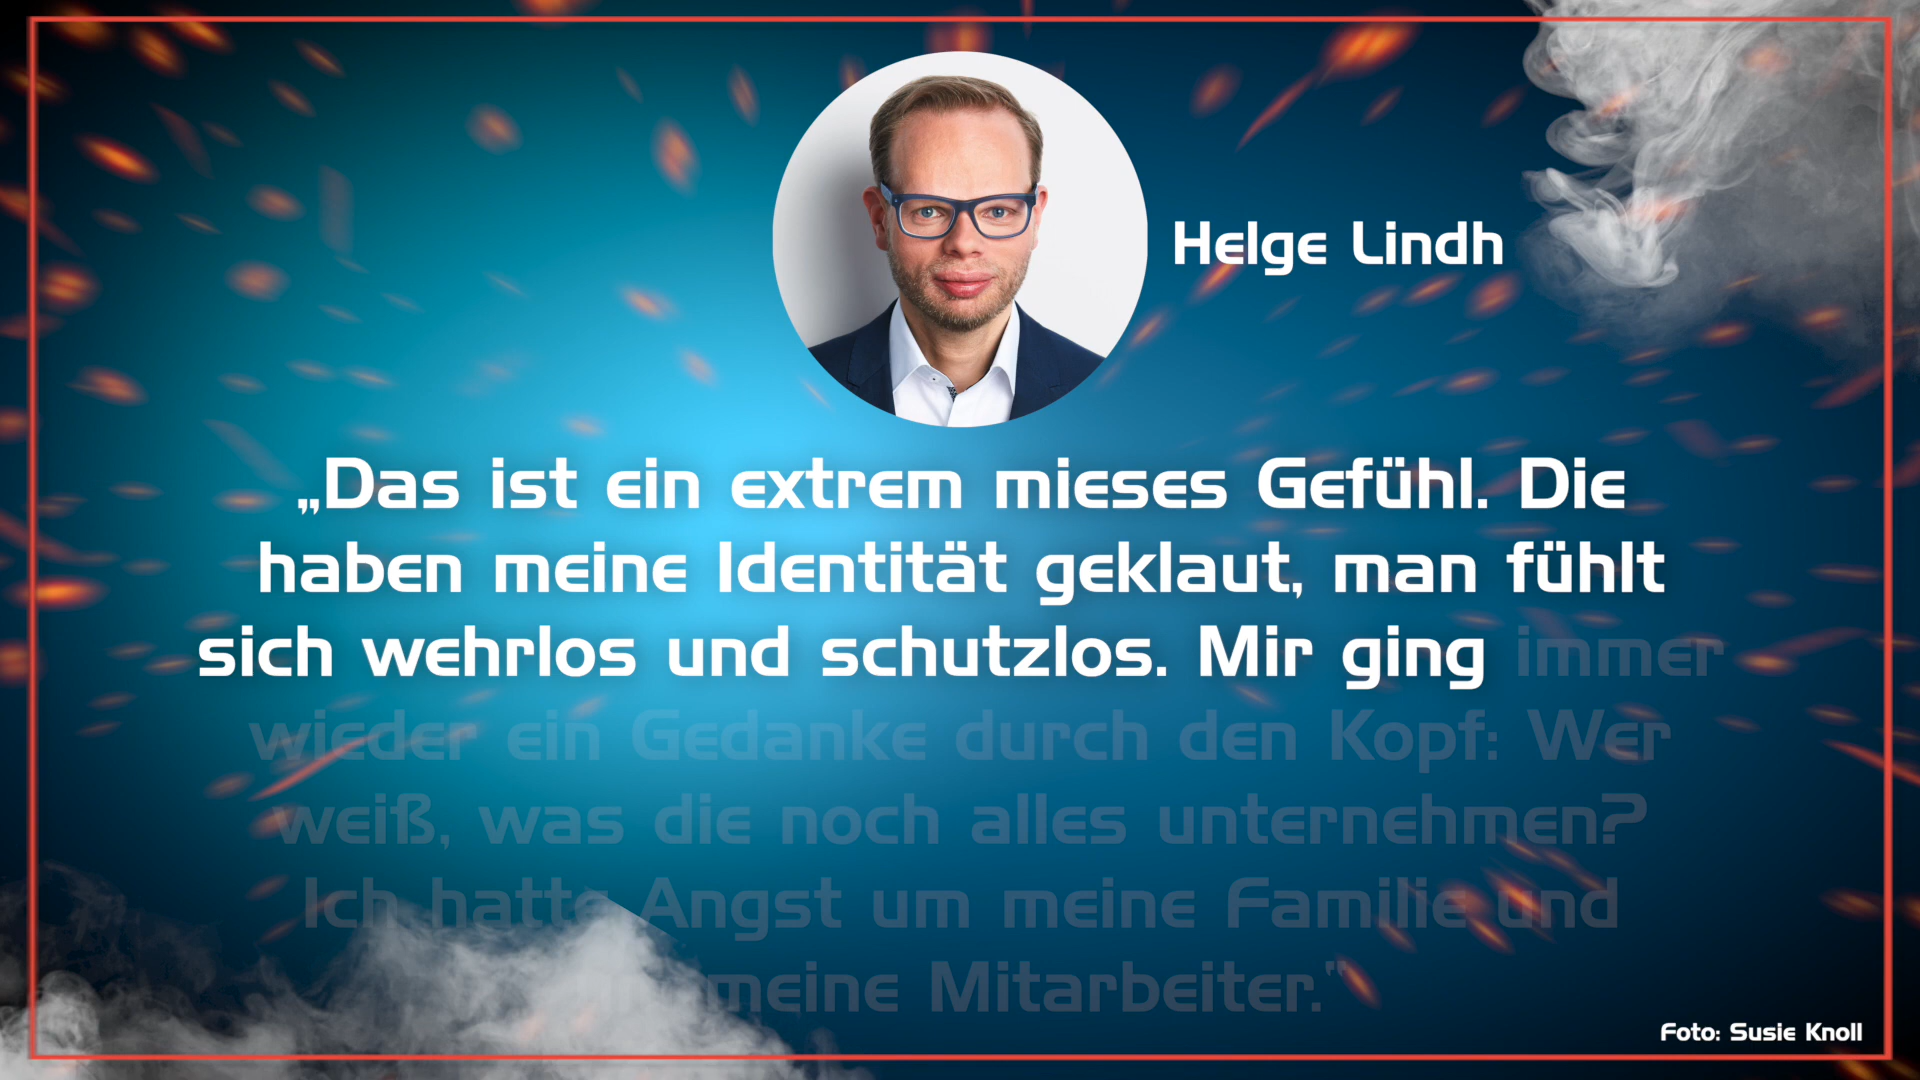 Helge Lindh
„Das ist ein extrem mieses Gefühl. Die
haben meine Identität geklaut, man fühlt
sich wehrlos und schutzlos. Mir ging immer
wieder ein Gedanke durch den Kopf: Wer
weiß, was die noch alles unternehmen?
Ich hatte Angst um meine Familie und
meine Mitarbeiter.“
Foto: Susie Knoll